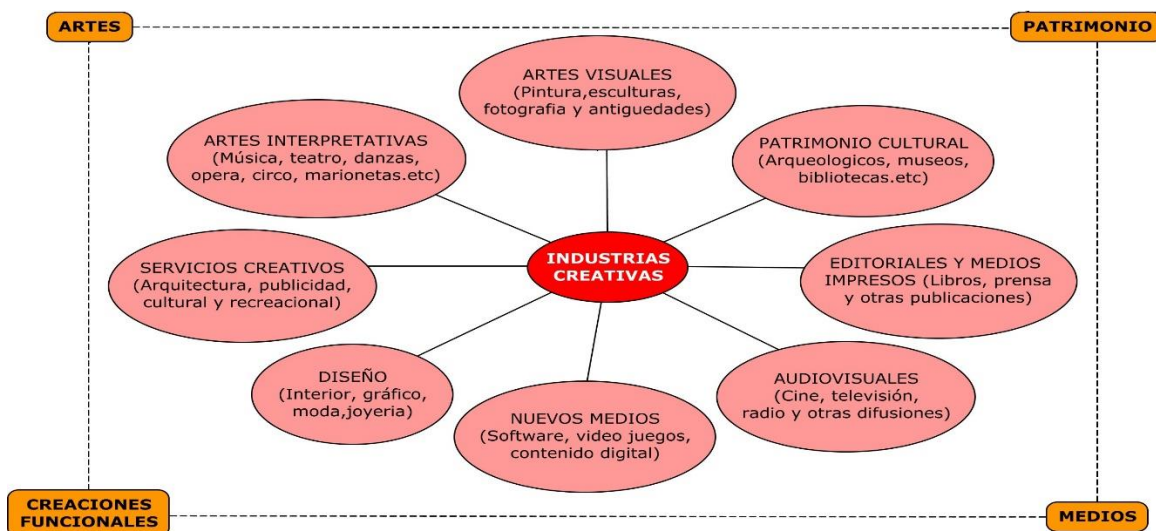 ARTES
PATRIMONIO
ARTES VISUALES
(Pintura,esculturas,
fotografia y antiguedades)
ARTES INTERPRETATIVAS
(Música, teatro, danzas,
opera, circo, marionetas.etc)
PATRIMONIO CULTURAL
(Arqueologicos, museos,
bibliotecas.etc)
SERVICIOS CREATIVOS
(Arquitectura, publicidad,
cultural y recreacional)
INDUSTRIAS
CREATIVAS
EDITORIALES Y MEDIOS
IMPRESOS (Libros, prensa
y otras publicaciones)
DISEÑO
(Interior, gráfico,
moda,joyeria)
NUEVOS MEDIOS
(Software, video juegos,
contenido digital)
AUDIOVISUALES
(Cine, televisión,
radio y otras difusiones)
CREACIONES
FUNCIONALES
MEDIOS